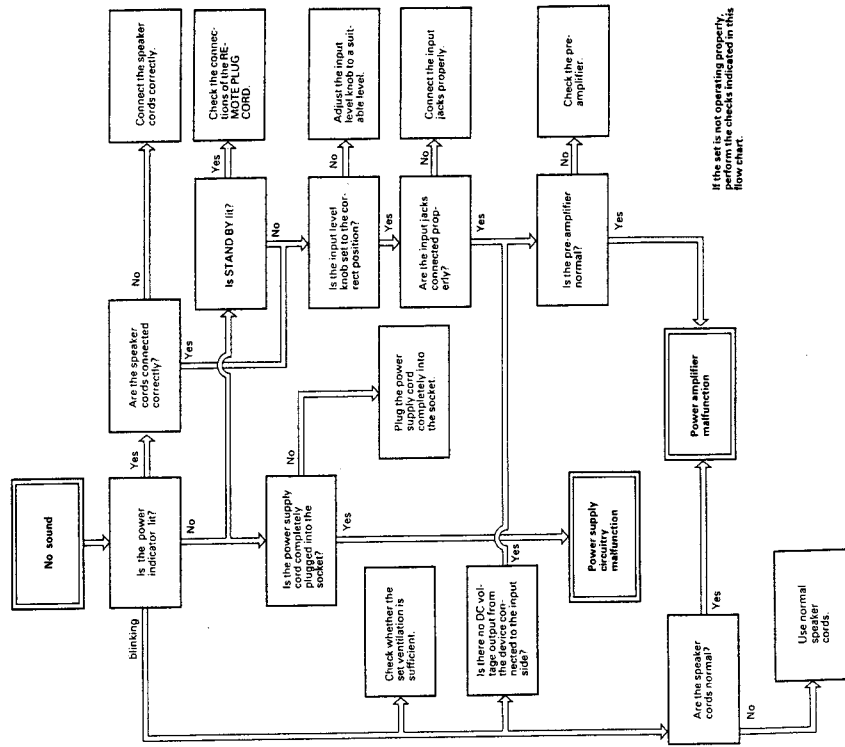 No sound
Is the power
indicator lit?
blinking
Yes
No
Are the speaker
cords connected
correctly?
No
Yes
Connect the speaker
cords correctly.
Is STAND BY lit?
Yes
No
Check the connec-
tions of the RE-
MOTE PLUG
CORD.
Is the input level
knob set to the cor-
rect position?
No
Yes
Adjust the input
level knob to a suit-
able level.
Are the input jacks
connected prop-
erly?
No
Yes
Connect the input
jacks properly.
Is the pre-amplifier
normal?
No
Yes
Check the pre-
amplifier.
Is the power supply
cord completely
plugged into the
socket?
No
Yes
Plug the power
supply cord
completely into
the socket.
Power supply
circuitry
malfunction
Check whether the
set ventilation is
sufficient.
Is there no DC vol-
tage output from
the device con-
nected to the input
side?
Yes
Are the speaker
cords normal?
Yes
No
Power amplifier
malfunction
Use normal
speaker
cords.
If the set is not operating properly,
perform the checks indicated in this
flow chart.